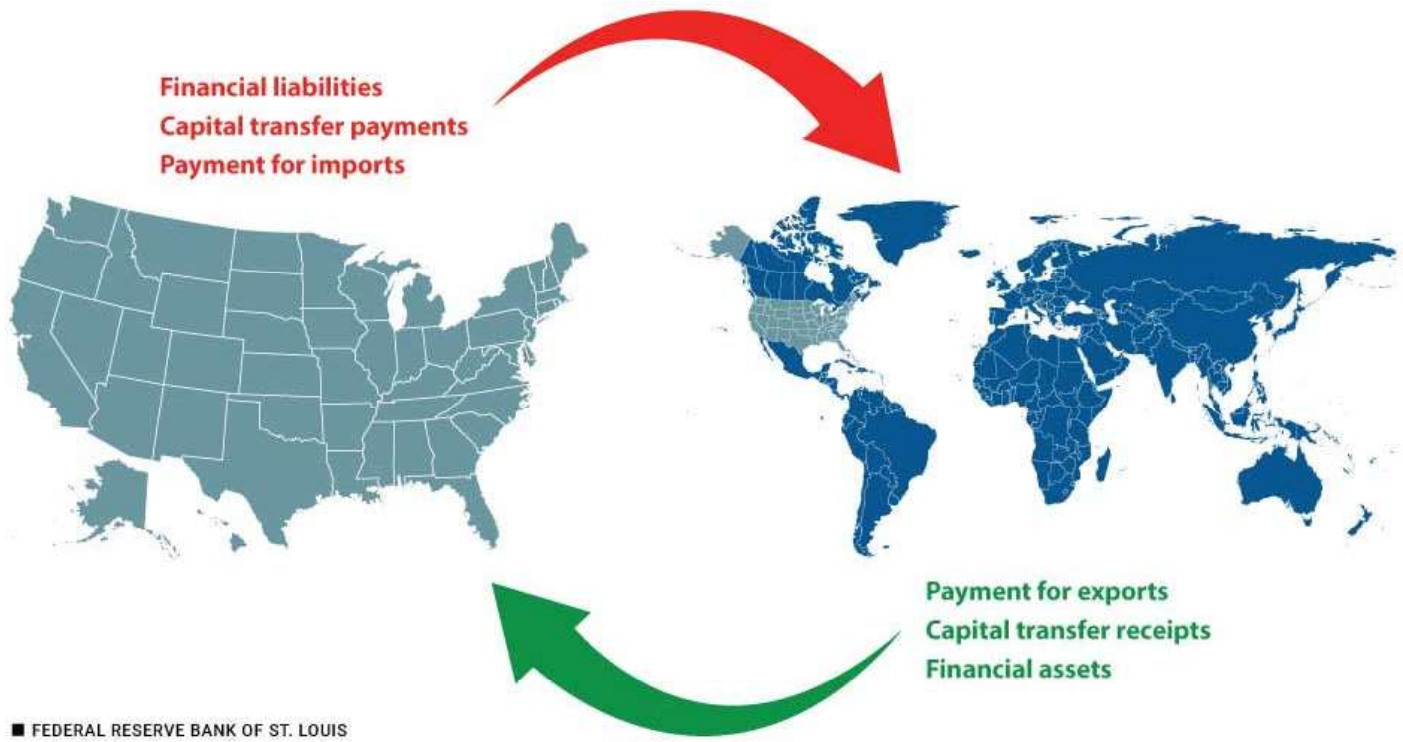 Financial liabilities
Capital transfer payments
Payment for imports
Payment for exports
Capital transfer receipts
Financial assets
■ FEDERAL RESERVE BANK OF ST. LOUIS